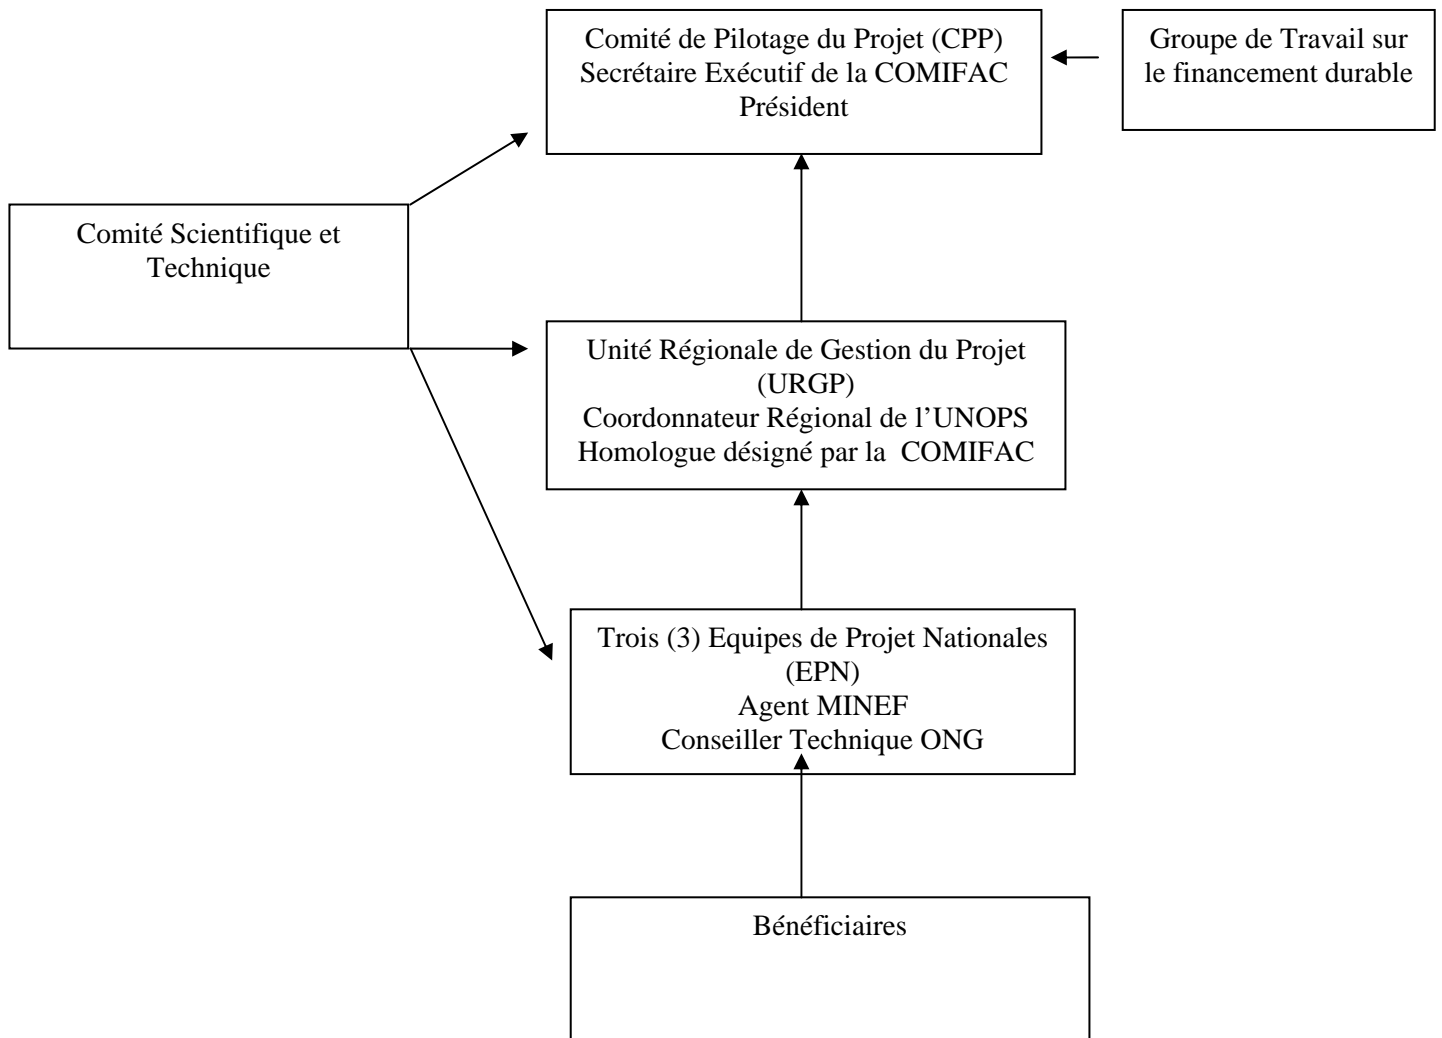 Comité de Pilotage du Projet (CPP)
Secrétaire Exécutif de la COMIFAC
Président
Groupe de Travail sur
le financement durable
Comité Scientifique et
Technique
Unité Régionale de Gestion du Projet
(URGP)
Coordonnateur Régional de l’UNOPS
Homologue désigné par la COMIFAC
Trois (3) Equipes de Projet Nationales
(EPN)
Agent MINEF
Conseiller Technique ONG
Bénéficiaires